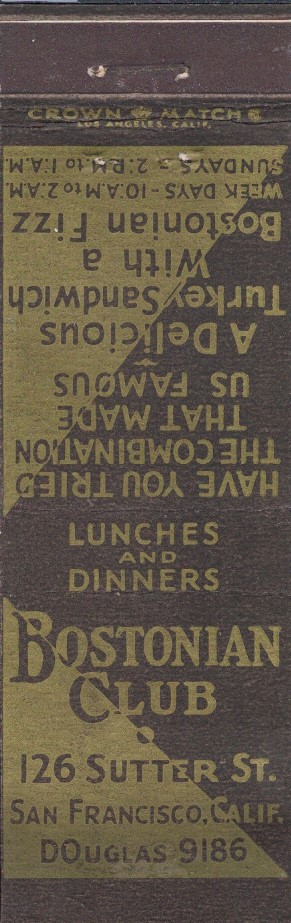 CROWN MATCH CO
LOS ANGELES, CALIF.
HAVE YOU TRIED
THE COMBINATION
THAT MADE
US FAMOUS
A Delicious
Turkey Sandwich
With a
Bostonian Fizz
WEEK DAYS - 10:A.M to 2 A.M.
SUNDAYS - 2:P.M to 1:A.M.
LUNCHES
AND
DINNERS
BOSTONIAN
CLUB
126 SUTTER ST.
SAN FRANCISCO, CALIF.
DOUGLAS 9186